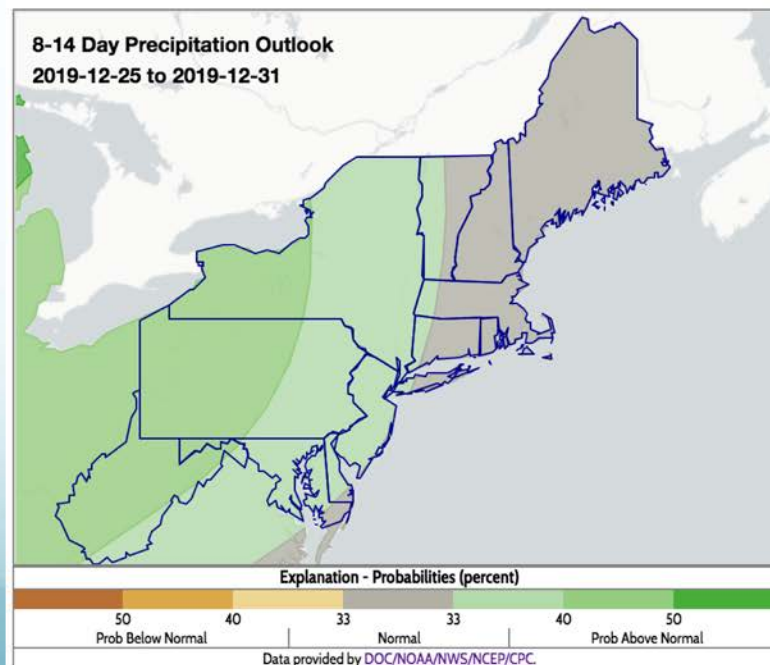 8-14 Day Precipitation Outlook
2019-12-25 to 2019-12-31
Explanation - Probabilities (percent)
50 40 33 33 40 50
Prob Below Normal Normal Prob Above Normal
Data provided by DOC/NOAA/NWS/NCEP/CPC.